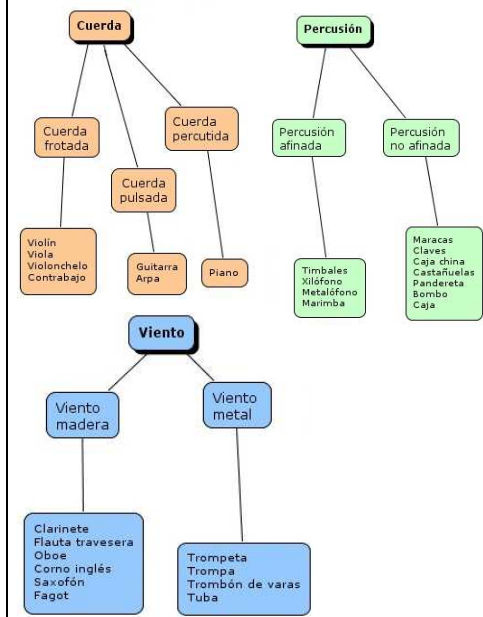 Cuerda
Cuerda
frotada
Cuerda
pulsada
Cuerda
percutida
Violín
Viola
Violonchelo
Contrabajo
Guitarra
Arpa
Piano
Percusión
Percusión
afinada
Percusión
no afinada
Timbales
Xilófono
Metalófono
Marimba
Maracas
Claves
Caja china
Castañuelas
Pandereta
Bombo
Caja
Viento
Viento
madera
Viento
metal
Clarinete
Flauta travesera
Oboe
Corno inglés
Saxofón
Fagot
Trompeta
Trompa
Trombón de varas
Tuba